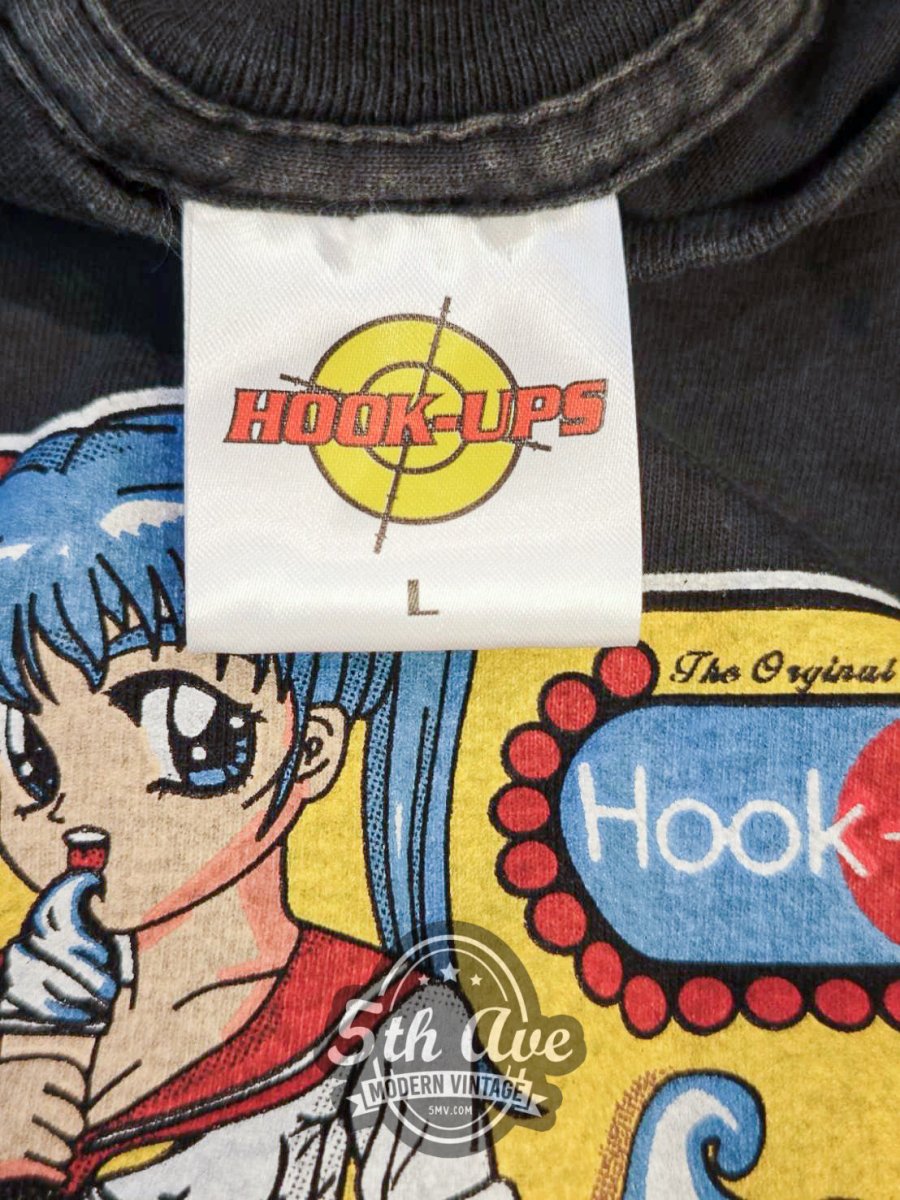 HOOK-UPS
L
The Orginal
Hook-
5th Ave
MODERN VINTAGE
5MV.COM